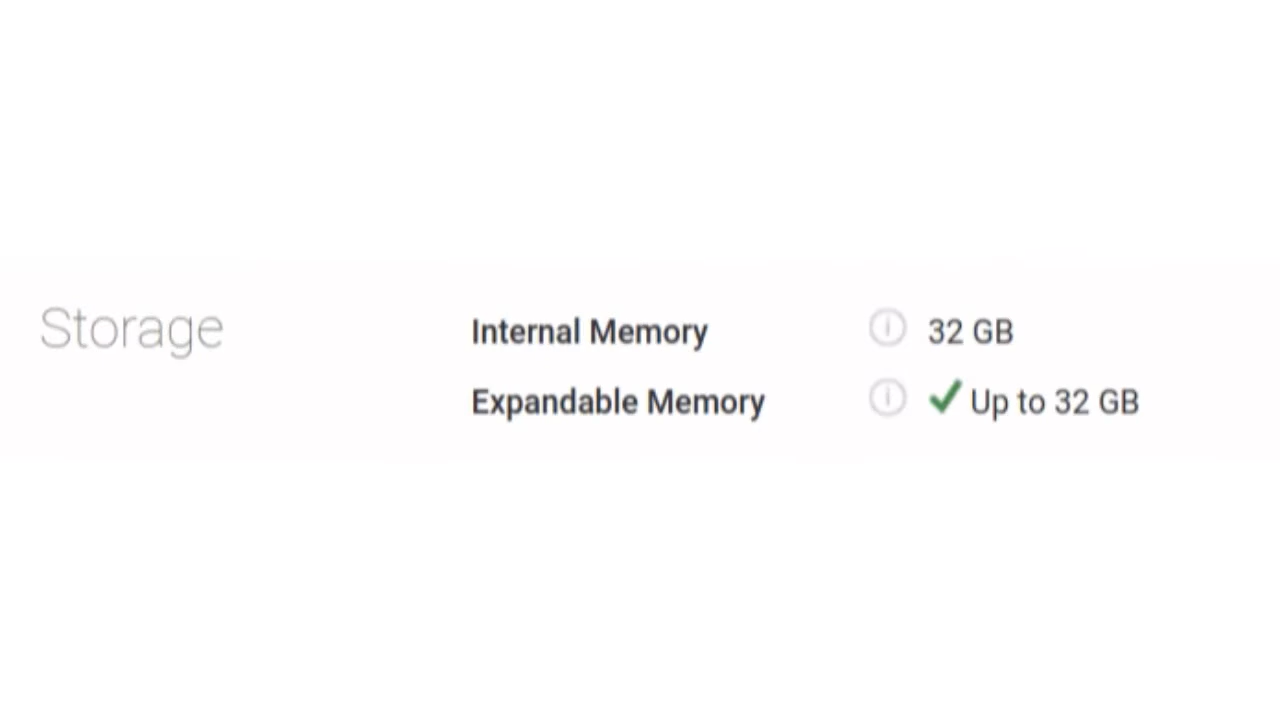 Storage
Internal Memory 32 GB
Expandable Memory Up to 32 GB